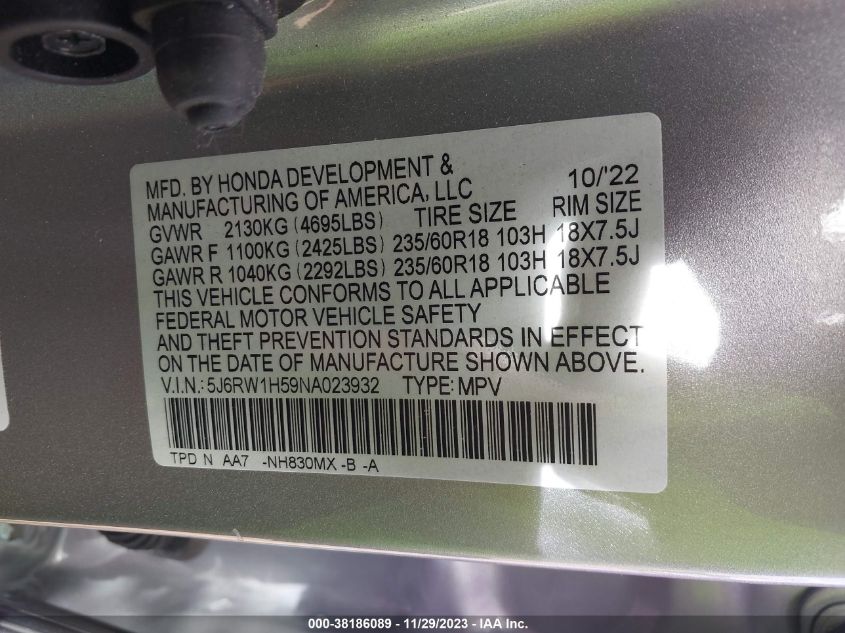 MFD. BY HONDA DEVELOPMENT & 10/'22
MANUFACTURING OF AMERICA, LLC
GVWR 2130KG (4695LBS) TIRE SIZE RIM SIZE
GAWR F 1100KG (2425LBS) 235/60R18 103H 18X7.5J
GAWR R 1040KG (2292LBS) 235/60R18 103H 18X7.5J
THIS VEHICLE CONFORMS TO ALL APPLICABLE
FEDERAL MOTOR VEHICLE SAFETY
AND THEFT PREVENTION STANDARDS IN EFFECT
ON THE DATE OF MANUFACTURE SHOWN ABOVE.
V.I.N.: 5J6RW1H59NA023932 TYPE: MPV
TPD N AA7 -NH830MX -B -A
000-38186089 - 11/29/2023 - © IAA Inc.